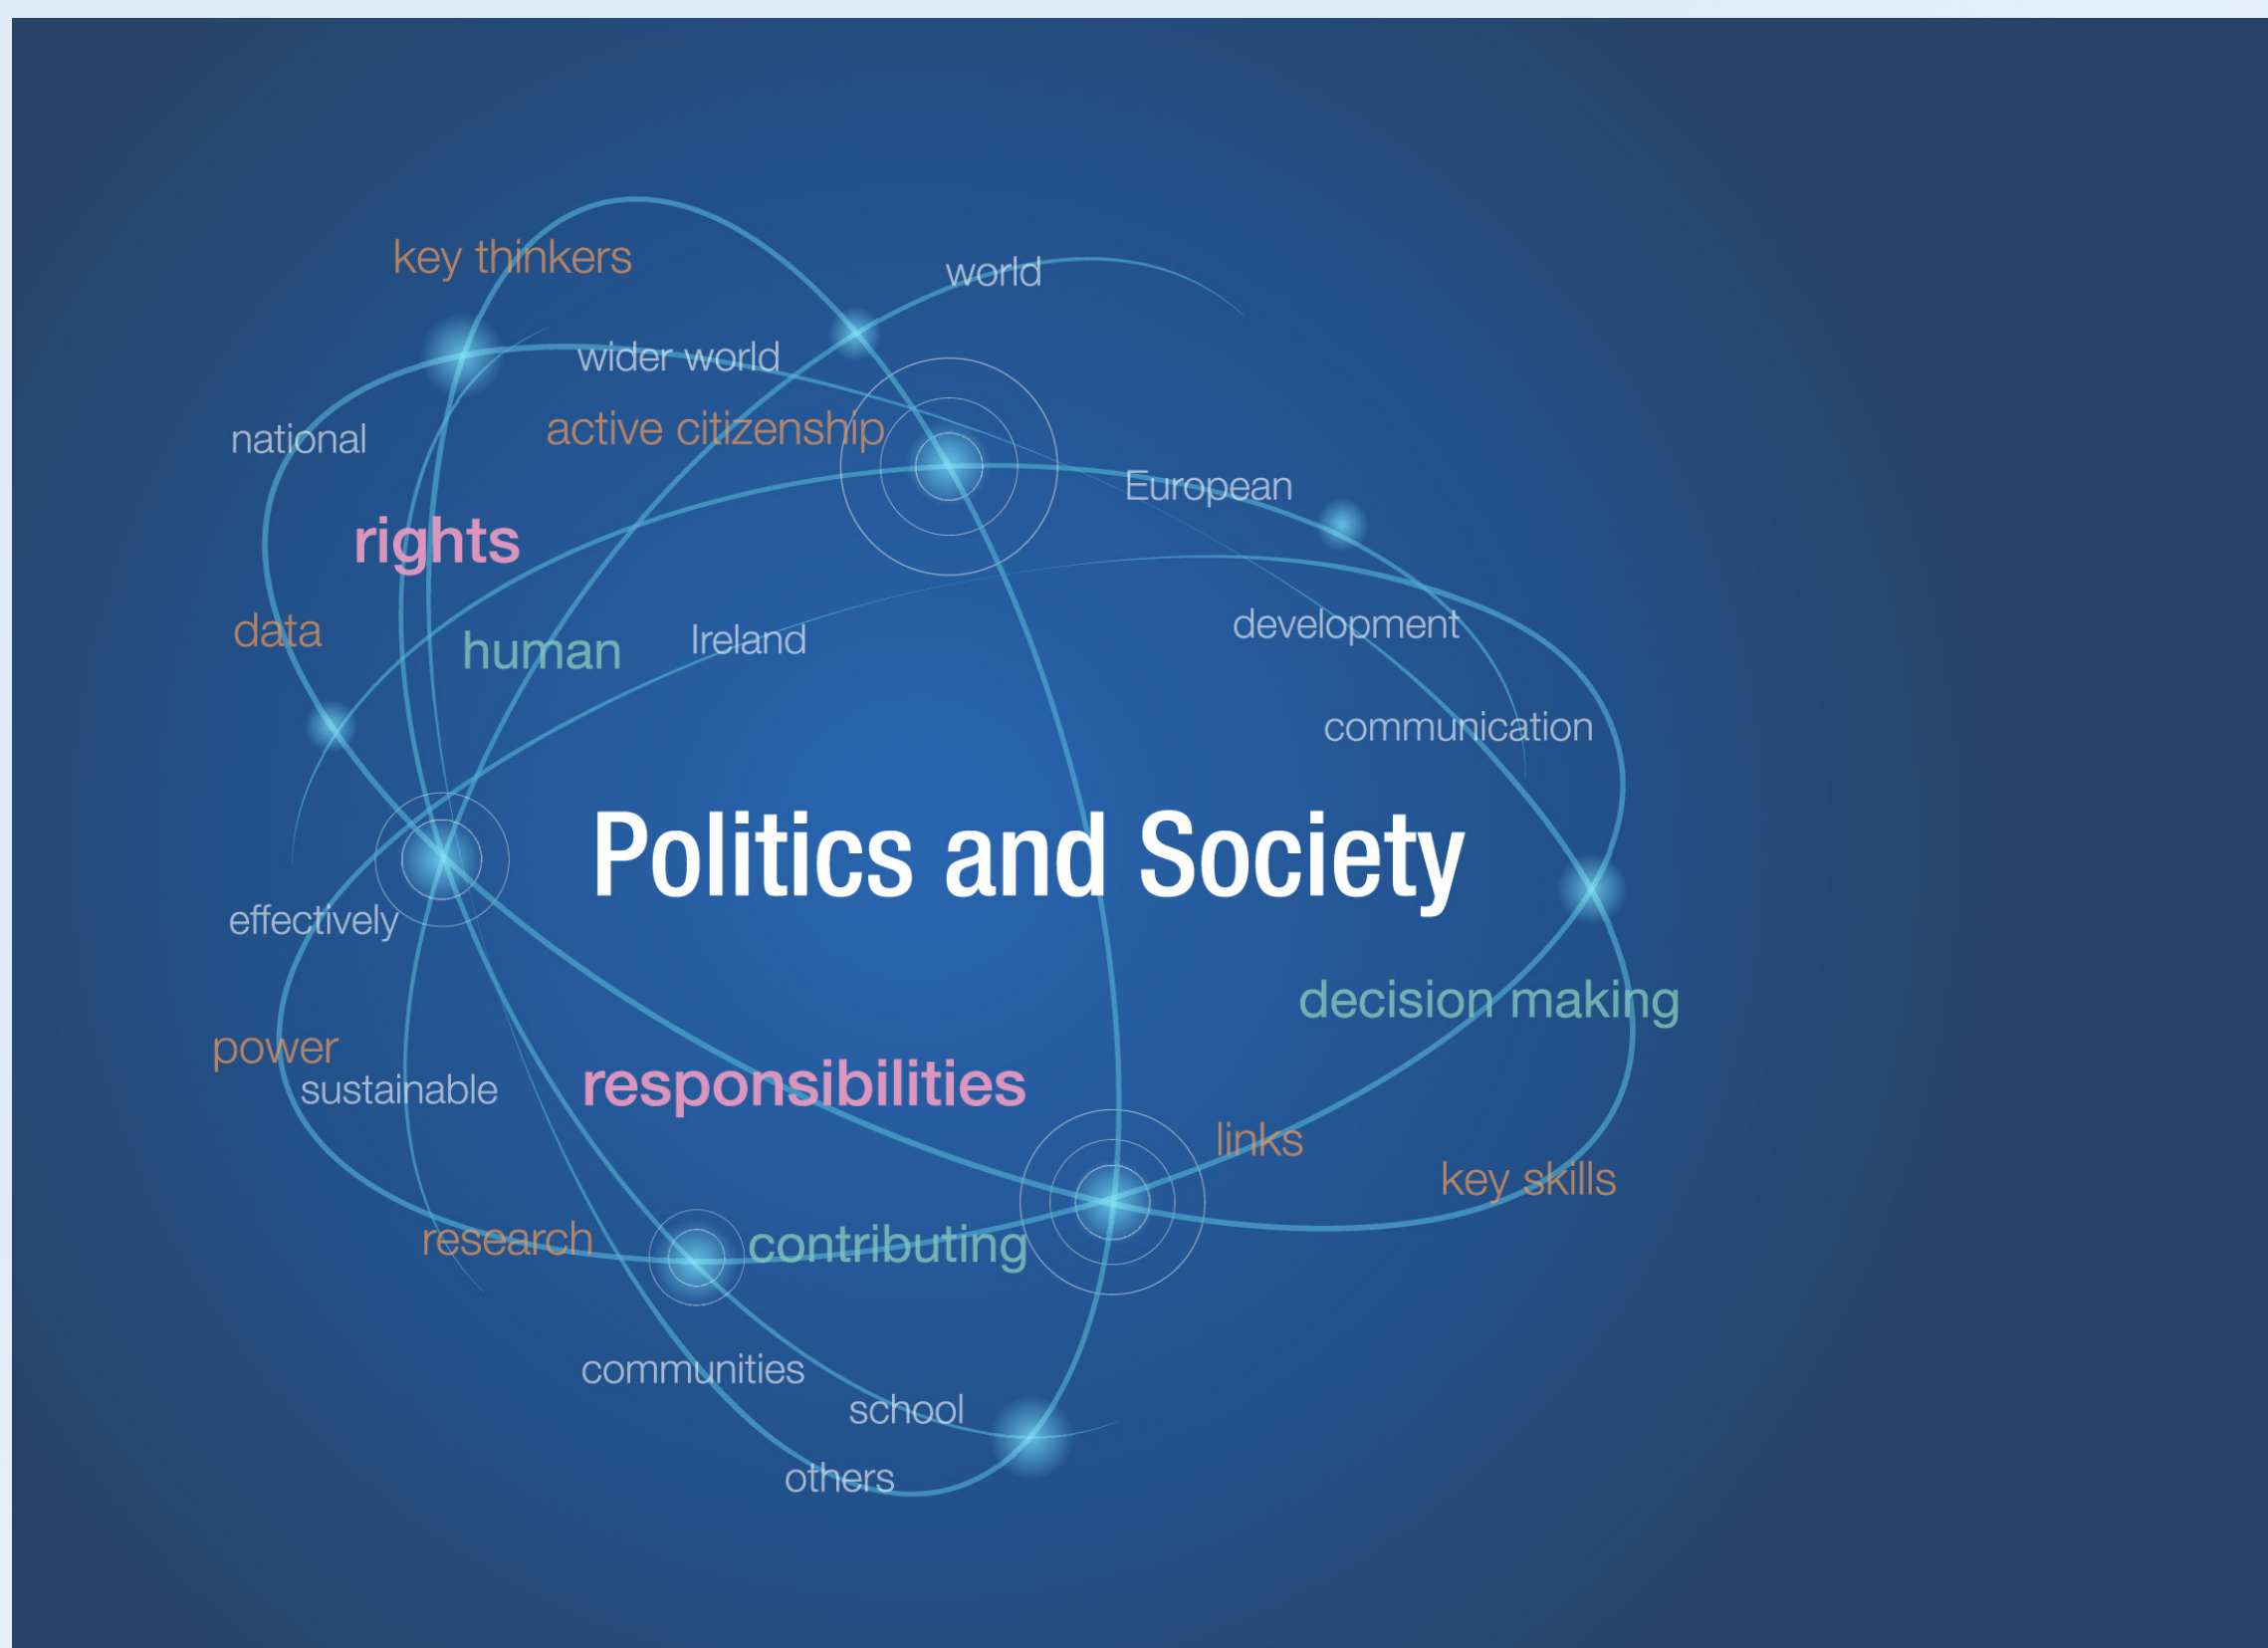 key thinkers
world
wider world
active citizenship
national
European
rights
data
human
Ireland
development
communication
Politics and Society
effectively
decision making
power
sustainable
responsibilities
links
key skills
research
contributing
communities
school
others